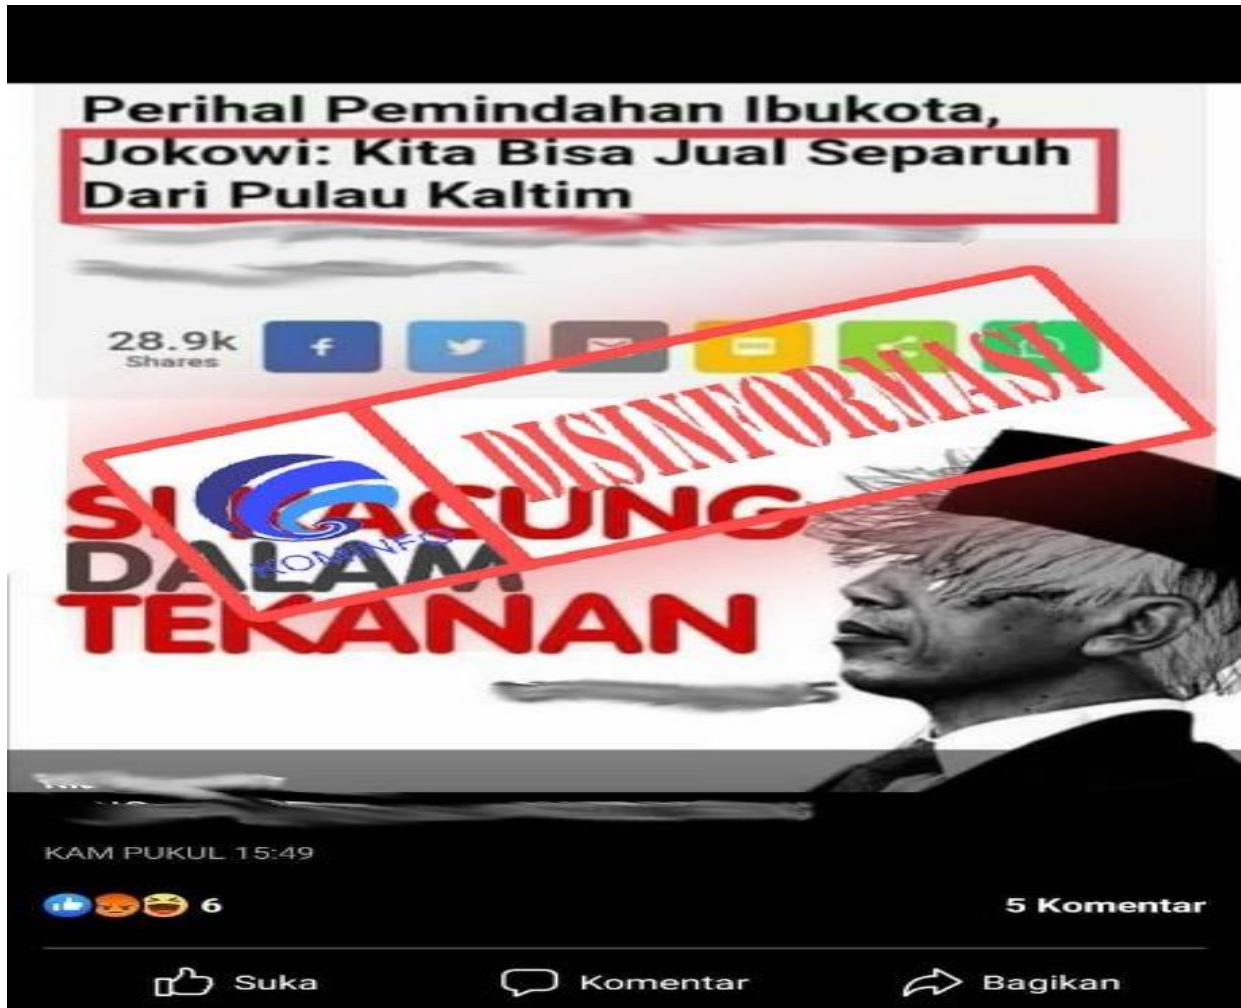 Perihal Pemindahan Ibukota,
Jokowi: Kita Bisa Jual Separuh
Dari Pulau Kaltim
28.9k
Shares
DISINFORMASI
KOMINFO
DALAM
TEKANAN
KAM PUKUL 15:49
6
5 Komentar
Suka
Komentar
Bagikan